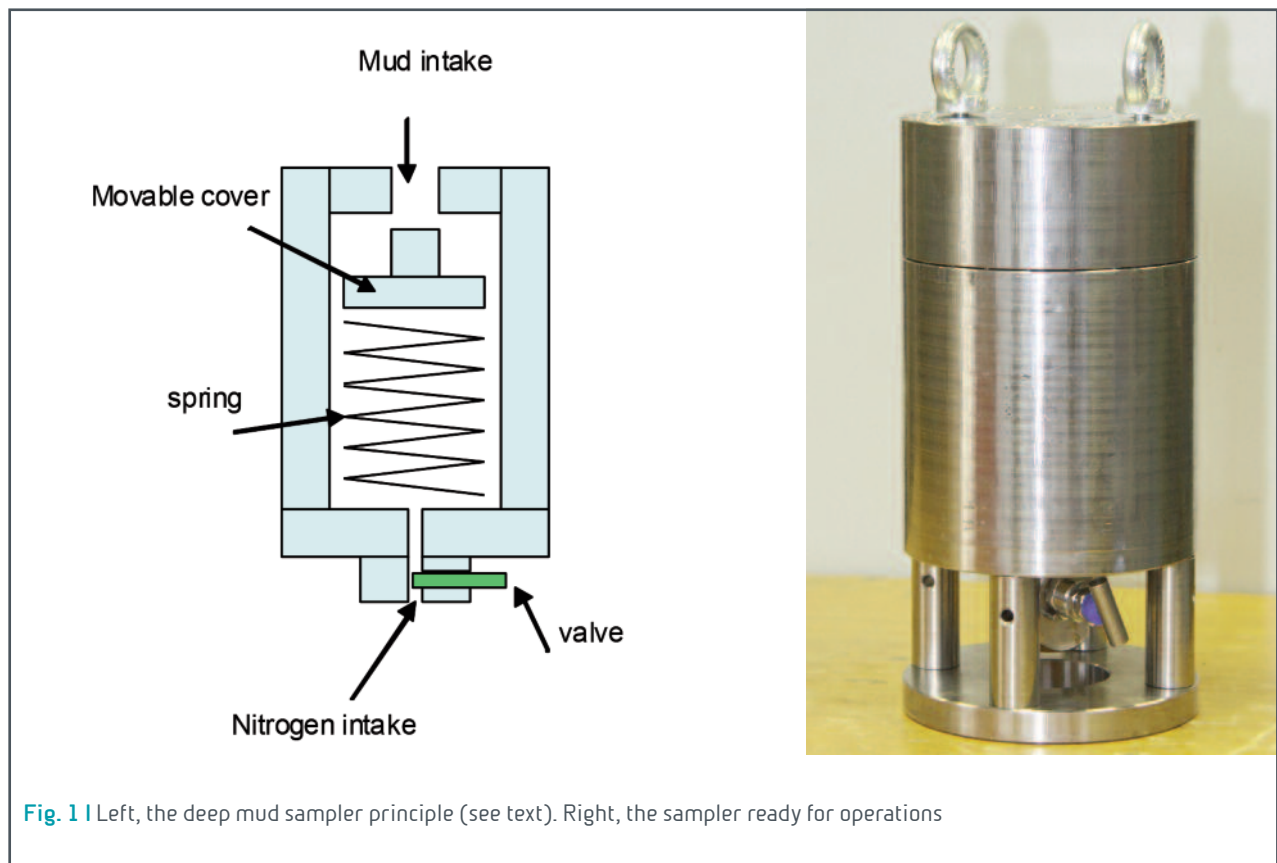 Mud intake
Movable cover
spring
valve
Nitrogen intake
Fig. 1 I Left, the deep mud sampler principle (see text). Right, the sampler ready for operations